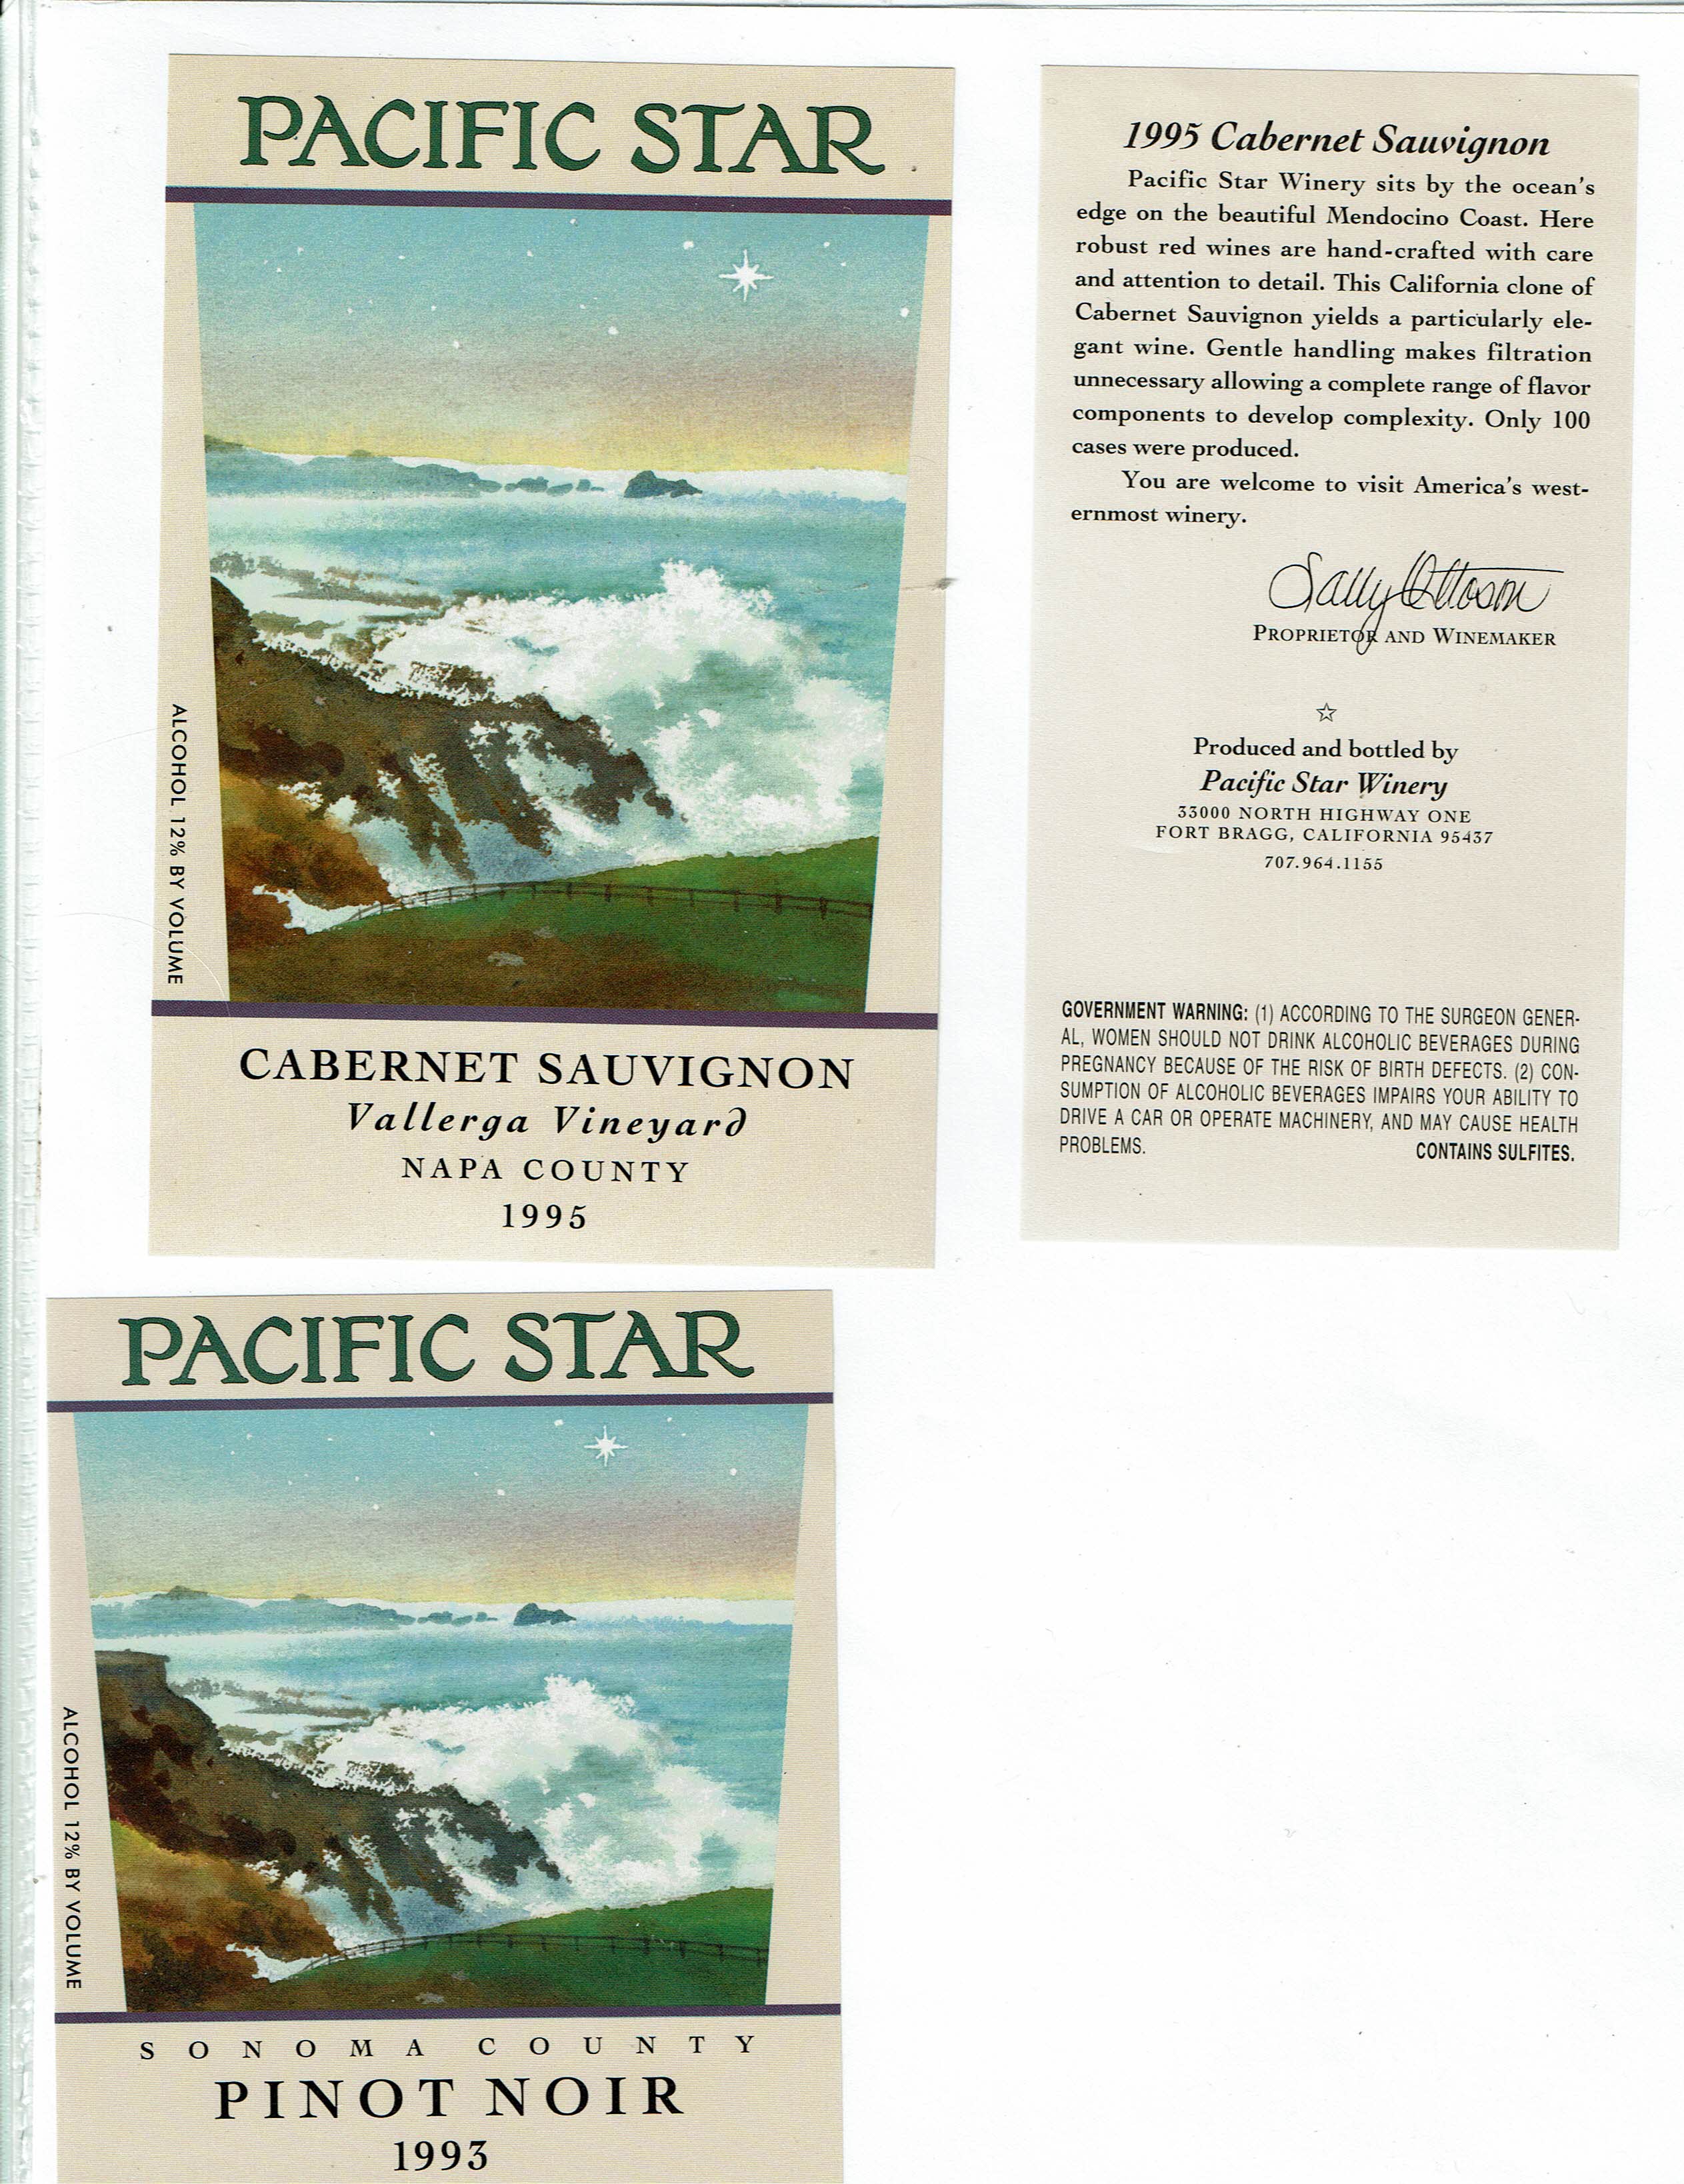 PACIFIC STAR
ALCOHOL 12% BY VOLUME
CABERNET SAUVIGNON
Vallerga Vineyard
NAPA COUNTY
1995
1995 Cabernet Sauvignon
Pacific Star Winery sits by the ocean's
edge on the beautiful Mendocino Coast. Here
robust red wines are hand-crafted with care
and attention to detail. This California clone of
Cabernet Sauvignon yields a particularly ele-
gant wine. Gentle handling makes filtration
unnecessary allowing a complete range of flavor
components to develop complexity. Only 100
cases were produced.
You are welcome to visit America's west-
ernmost winery.
Sally Ottoson
PROPRIETOR AND WINEMAKER
Produced and bottled by
Pacific Star Winery
33000 NORTH HIGHWAY ONE
FORT BRAGG, CALIFORNIA 95437
707.964.1155
GOVERNMENT WARNING: (1) ACCORDING TO THE SURGEON GENER-
AL, WOMEN SHOULD NOT DRINK ALCOHOLIC BEVERAGES DURING
PREGNANCY BECAUSE OF THE RISK OF BIRTH DEFECTS. (2) CON-
SUMPTION OF ALCOHOLIC BEVERAGES IMPAIRS YOUR ABILITY TO
DRIVE A CAR OR OPERATE MACHINERY, AND MAY CAUSE HEALTH
PROBLEMS. CONTAINS SULFITES.
PACIFIC STAR
ALCOHOL 12% BY VOLUME
SONOMA COUNTY
PINOT NOIR
1993